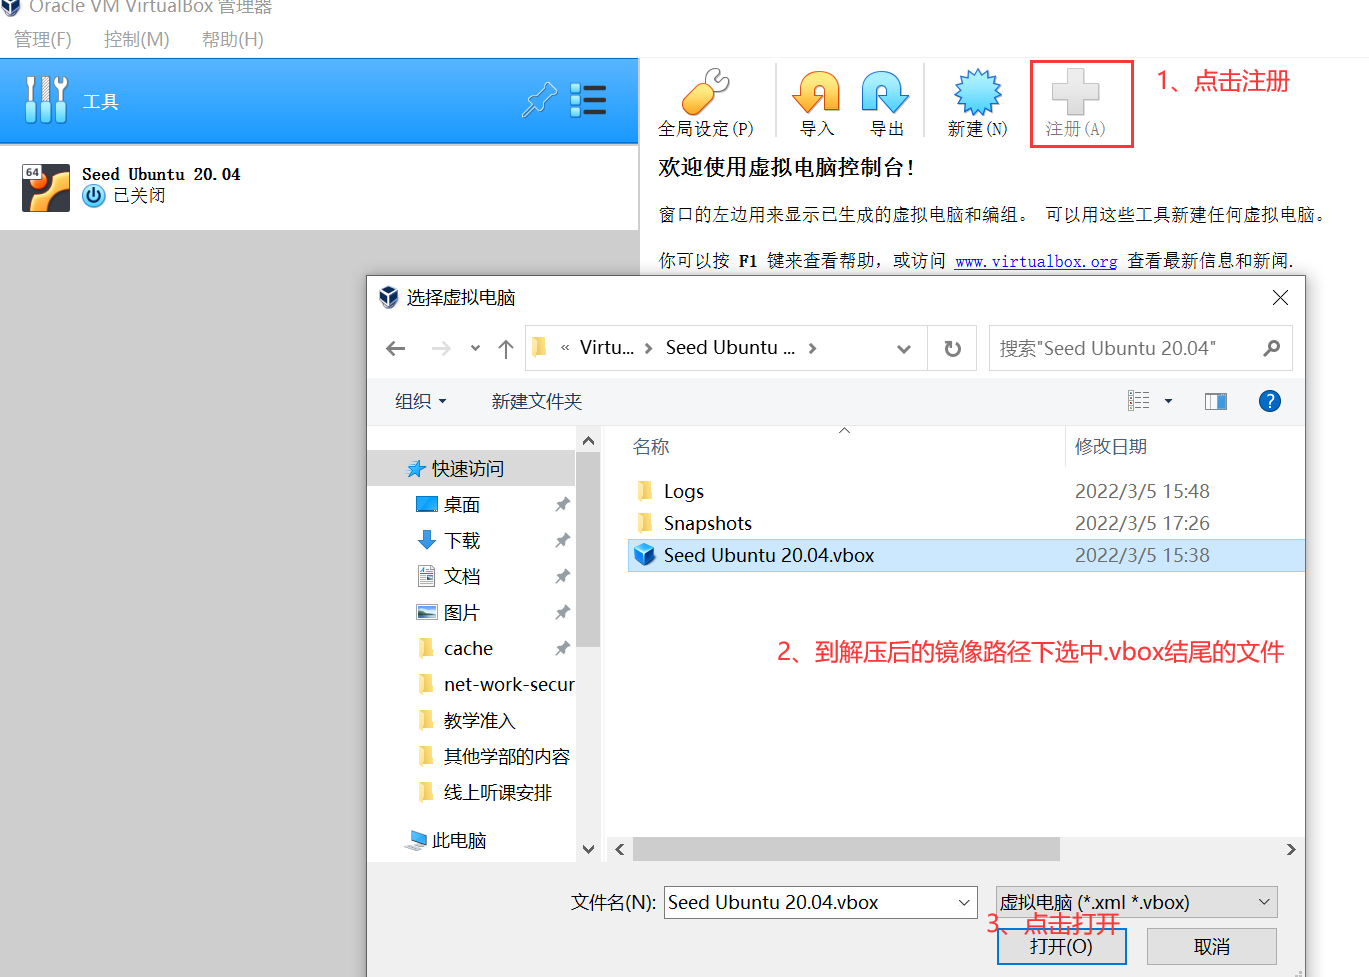 Oracle VM VirtualBox 管理器
管理(F) 控制(M) 帮助(H)
工具
全局设定(P) 导入 导出 新建(N) 注册(A)
1、点击注册
64
Seed Ubuntu 20.04
已关闭
欢迎使用虚拟电脑控制台!
窗口的左边用来显示已生成的虚拟电脑和编组。 可以用这些工具新建任何虚拟电脑。
你可以按 F1 键来查看帮助，或访问 www.virtualbox.org 查看最新信息和新闻.
选择虚拟电脑
« Virtu... › Seed Ubuntu ... ›
搜索"Seed Ubuntu 20.04"
组织 新建文件夹
名称 修改日期
快速访问
桌面
下载
文档
图片
cache
net-work-secur
教学准入
其他学部的内容
线上听课安排
此电脑
Logs 2022/3/5 15:48
Snapshots 2022/3/5 17:26
Seed Ubuntu 20.04.vbox 2022/3/5 15:38
2、到解压后的镜像路径下选中.vbox结尾的文件
文件名(N): Seed Ubuntu 20.04.vbox 虚拟电脑 (*.xml *.vbox)
3、点击打开
打开(O) 取消